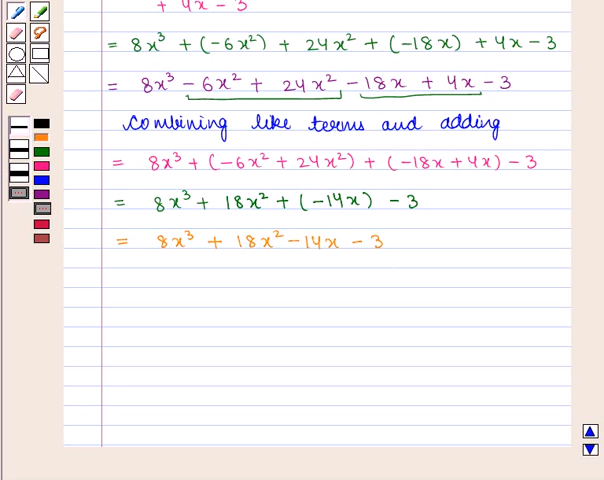 + 4x - 3
= 8x³ + (-6x²) + 24x² + (-18x) + 4x - 3
= 8x³ - 6x² + 24x² - 18x + 4x - 3
Combining like terms and adding
= 8x³ + (-6x² + 24x²) + (-18x + 4x) - 3
= 8x³ + 18x² + (-14x) - 3
= 8x³ + 18x² - 14x - 3